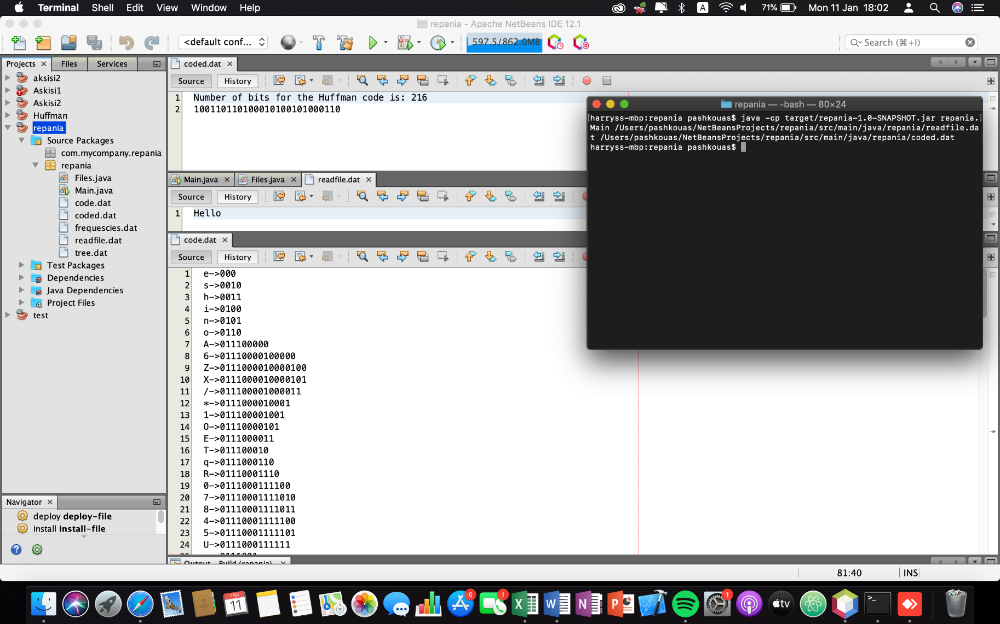 Terminal Shell Edit View Window Help
A 71% Mon 11 Jan 18:02
repania - Apache NetBeans IDE 12.1
<default conf... 597.5/862.0MB Search (⌘+I)
Projects Files Services
aksisi2
Askisi1
Askisi2
Huffman
repania
Source Packages
com.mycompany.repania
repania
Files.java
Main.java
code.dat
coded.dat
frequescies.dat
readfile.dat
tree.dat
Test Packages
Dependencies
Java Dependencies
Project Files
test
Navigator
deploy deploy-file
install install-file
coded.dat
Source History
1 Number of bits for the Huffman code is: 216
2 100110110100010100101000110
Main.java Files.java readfile.dat
Source History
1 Hello
code.dat
Source History
1 e->000
2 s->0010
3 h->0011
4 i->0100
5 n->0101
6 o->0110
7 A->011100000
8 6->01110000100000
9 Z->0111000010000100
10 X->0111000010000101
11 /->011100001000011
12 *->0111000010001
13 1->011100001001
14 O->01110000101
15 E->0111000011
16 T->011100010
17 q->0111000110
18 R->01110001110
19 0->0111000111100
20 7->01110001111010
21 8->01110001111011
22 4->01110001111100
23 5->01110001111101
24 U->0111000111111
Output - Build (repania)
81:40 INS
repania — -bash — 80×24
[harryss-mbp:repania pashkouas$ java -cp target/repania-1.0-SNAPSHOT.jar repania.]
Main /Users/pashkouas/NetBeansProjects/repania/src/main/java/repania/readfile.da
t /Users/pashkouas/NetBeansProjects/repania/src/main/java/repania/coded.dat
harryss-mbp:repania pashkouas$
JAN
11
3D
6
1
X
W
N
P
1
tv
>_